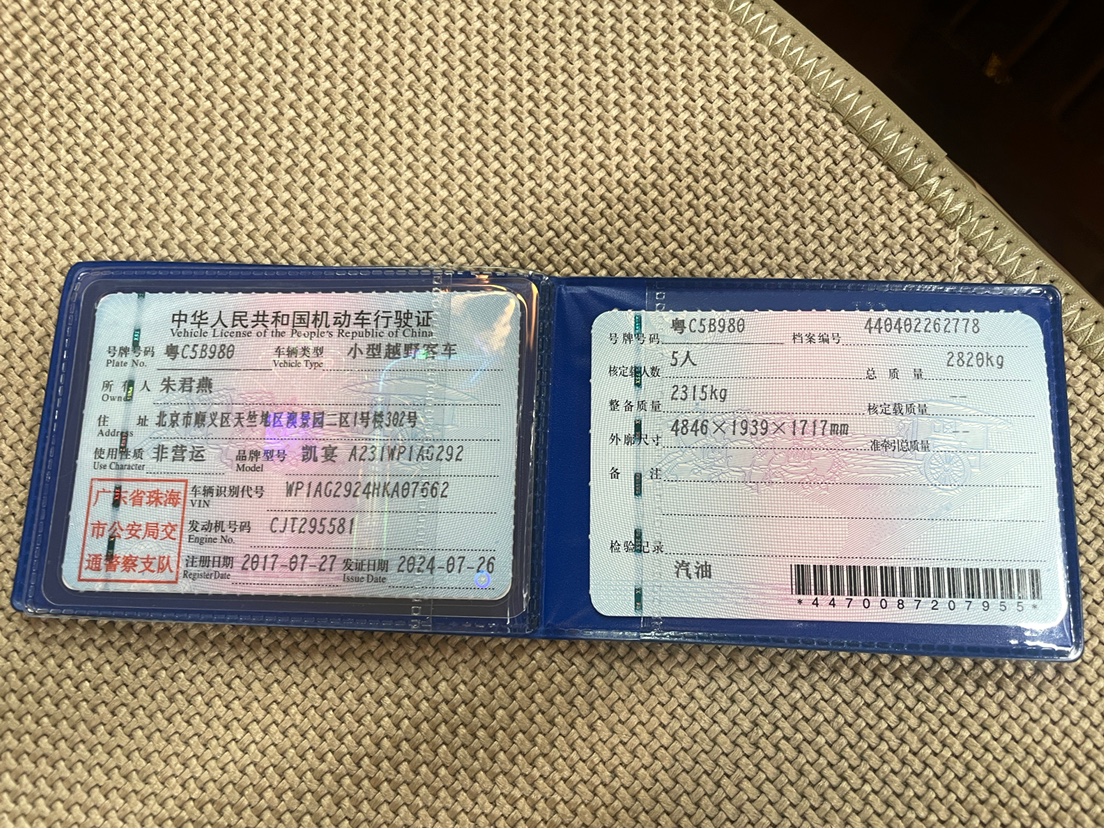 中华人民共和国机动车行驶证
Vehicle License of the People's Republic of China
号牌号码 粤C5B980 车辆类型 小型越野客车
Plate No. Vehicle Type
所有人 朱君燕
Owner
住址 北京市顺义区天竺地区澳景园二区1号楼302号
Address
使用性质 非营运 品牌型号 凯宴 A231WP1AG292
Use Character Model
广东省珠海
市公安局交
通警察支队
车辆识别代号 WP1AG2924HKA07662
VIN
发动机号码 CJT295581
Engine No.
注册日期 2017-07-27 发证日期 2024-07-26
Register Date Issue Date
号牌号码 粤C5B980 档案编号 440402262778
核定载人数 5人 总质量 2820kg
整备质量 2315kg 核定载质量 --
外廓尺寸 4846×1939×1717mm 准牵引总质量 --
备注
检验记录
汽油
*4470087207955*